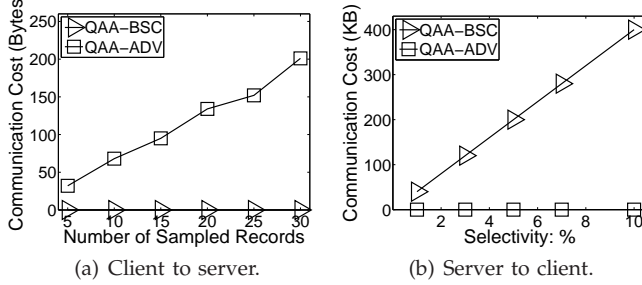 Communication Cost (Bytes)
250
200
150
100
50
0
QAA-BSC
QAA-ADV
5 10 15 20 25 30
Number of Sampled Records
(a) Client to server.
Communication Cost (KB)
400
300
200
100
0
QAA-BSC
QAA-ADV
2 4 6 8 10
Selectivity: %
(b) Server to client.